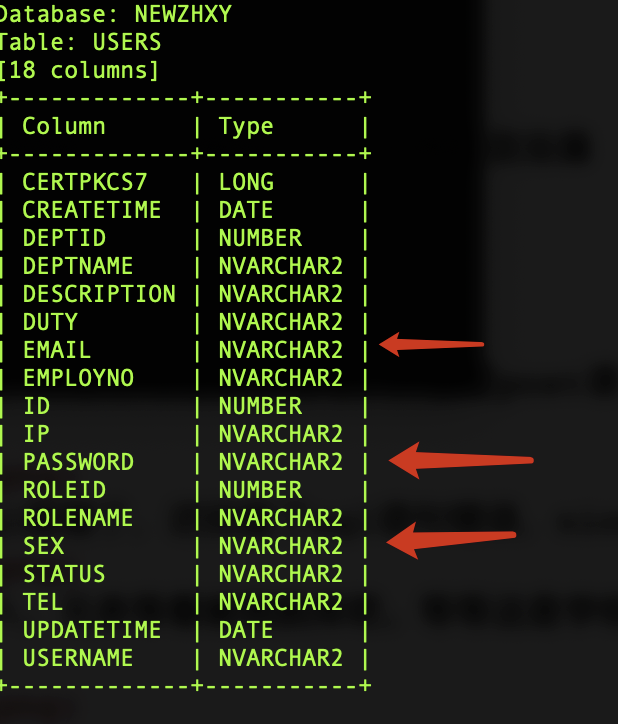 Database: NEWZHXY
Table: USERS
[18 columns]
+-------------+-----------+
| Column | Type |
+-------------+-----------+
| CERTPKCS7 | LONG |
| CREATETIME | DATE |
| DEPTID | NUMBER |
| DEPTNAME | NVARCHAR2 |
| DESCRIPTION | NVARCHAR2 |
| DUTY | NVARCHAR2 |
| EMAIL | NVARCHAR2 |
| EMPLOYNO | NVARCHAR2 |
| ID | NUMBER |
| IP | NVARCHAR2 |
| PASSWORD | NVARCHAR2 |
| ROLEID | NUMBER |
| ROLENAME | NVARCHAR2 |
| SEX | NVARCHAR2 |
| STATUS | NVARCHAR2 |
| TEL | NVARCHAR2 |
| UPDATETIME | DATE |
| USERNAME | NVARCHAR2 |
+-------------+-----------+